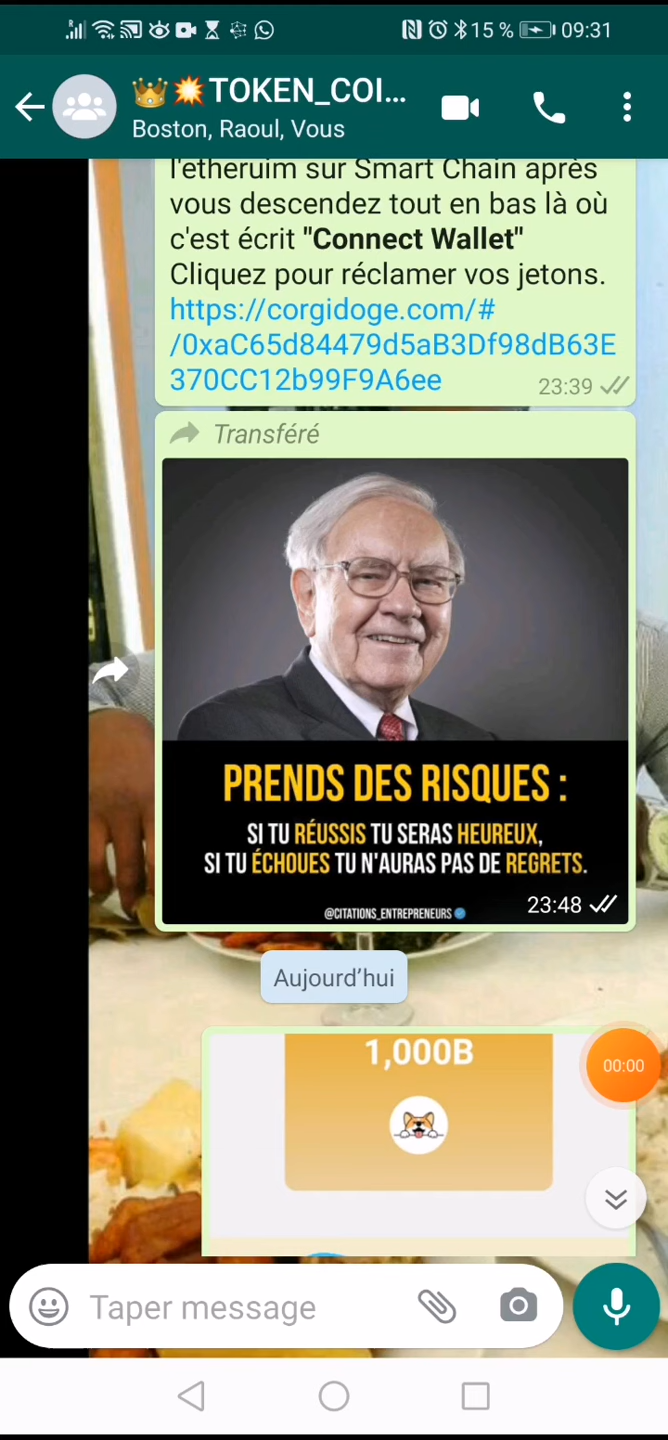 15 % 09:31
👑💥TOKEN_COI...
Boston, Raoul, Vous
l'etheruim sur Smart Chain après
vous descendez tout en bas là où
c'est écrit "Connect Wallet"
Cliquez pour réclamer vos jetons.
https://corgidoge.com/#
/0xaC65d84479d5aB3Df98dB63E
370CC12b99F9A6ee 23:39
Transféré
PRENDS DES RISQUES :
SI TU RÉUSSIS TU SERAS HEUREUX,
SI TU ÉCHOUES TU N'AURAS PAS DE REGRETS.
@CITATIONS_ENTREPRENEURS
23:48
Aujourd'hui
1,000B
00:00
Taper message